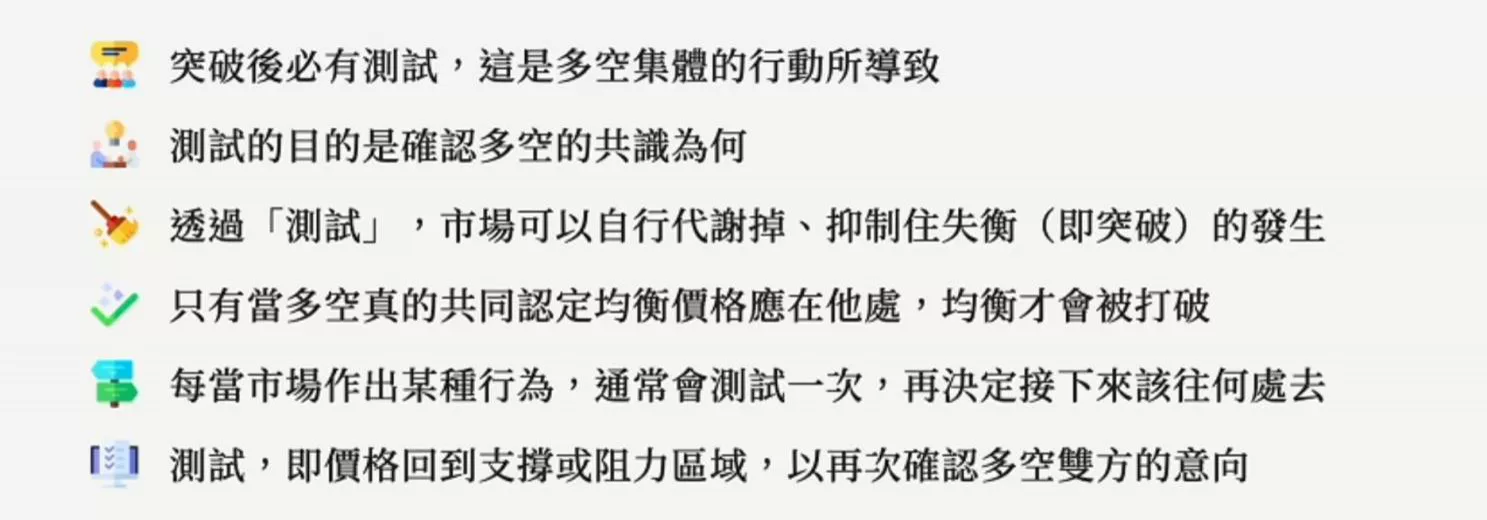 突破後必有測試，這是多空集體的行動所導致
測試的目的是確認多空的共識為何
透過「測試」，市場可以自行代謝掉、抑制住失衡（即突破）的發生
只有當多空真的共同認定均衡價格應在他處，均衡才會被打破
每當市場作出某種行為，通常會測試一次，再決定接下來該往何處去
測試，即價格回到支撐或阻力區域，以再次確認多空雙方的意向